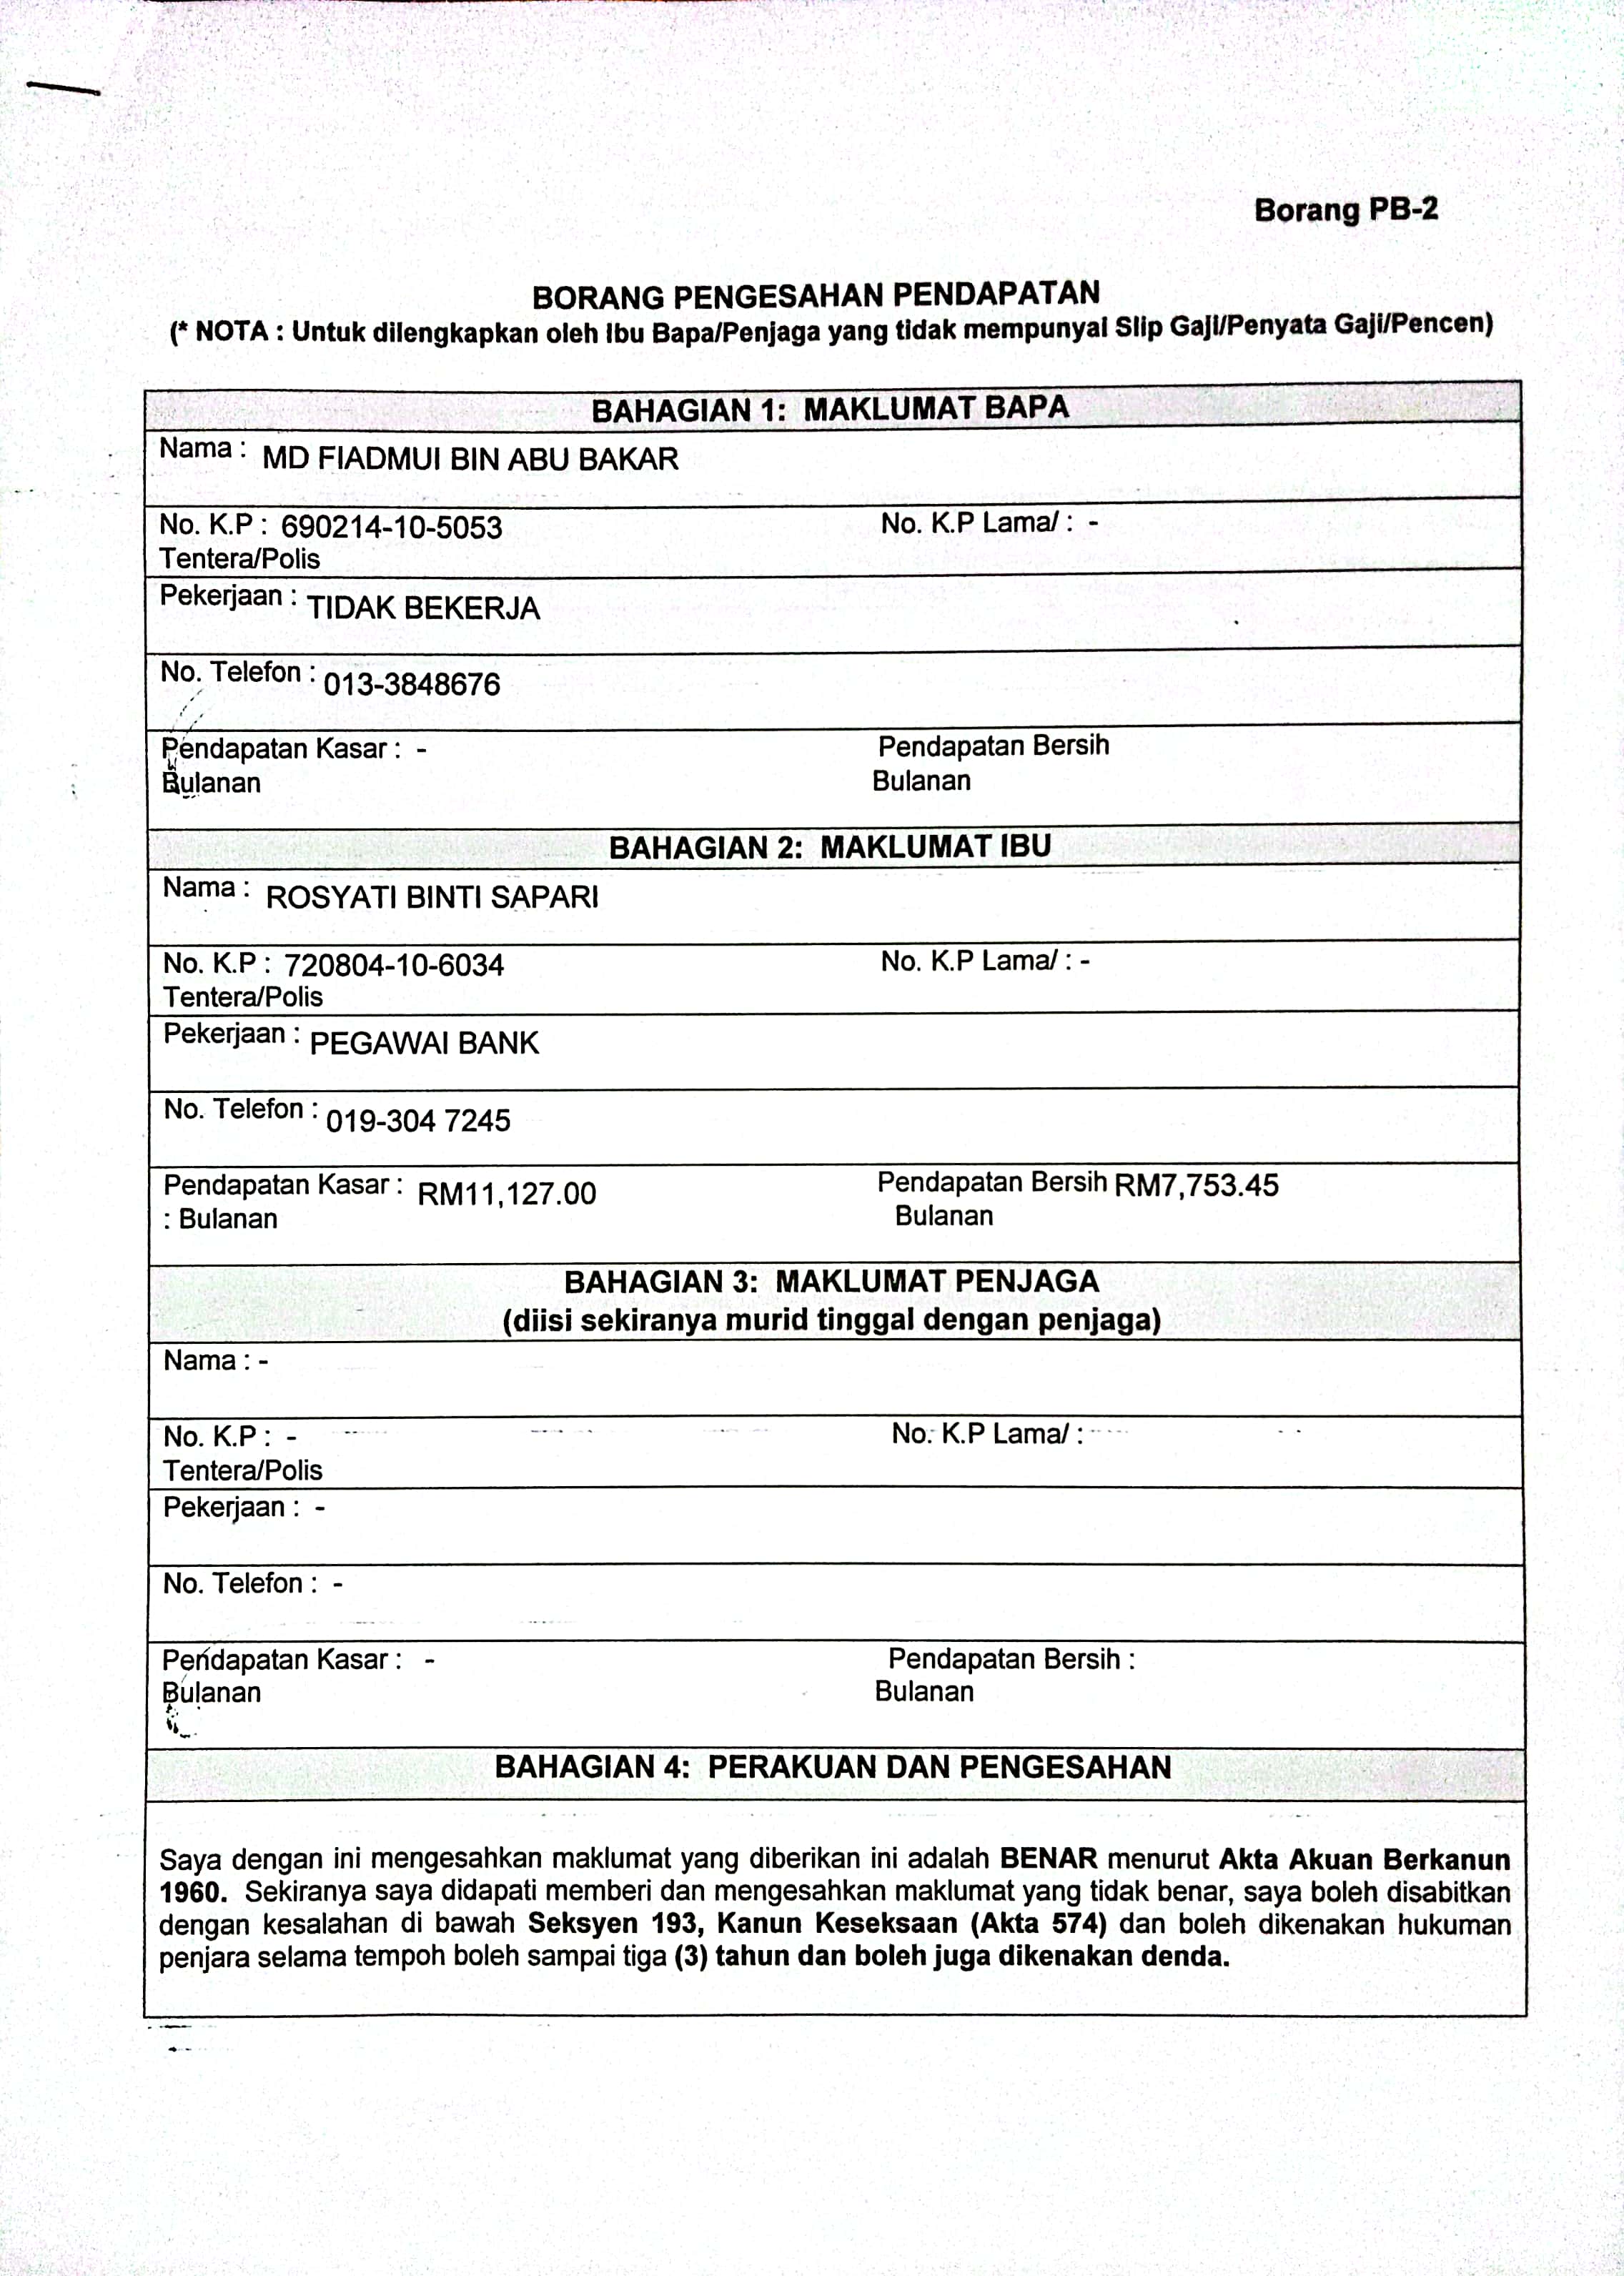 Borang PB-2
BORANG PENGESAHAN PENDAPATAN
(* NOTA : Untuk dilengkapkan oleh Ibu Bapa/Penjaga yang tidak mempunyai Slip Gaji/Penyata Gaji/Pencen)
BAHAGIAN 1: MAKLUMAT BAPA
Nama : MD FIADMUI BIN ABU BAKAR
No. K.P : 690214-10-5053 No. K.P Lama/ : -
Tentera/Polis
Pekerjaan : TIDAK BEKERJA
No. Telefon : 013-3848676
Pendapatan Kasar : - Pendapatan Bersih
Bulanan Bulanan
BAHAGIAN 2: MAKLUMAT IBU
Nama : ROSYATI BINTI SAPARI
No. K.P : 720804-10-6034 No. K.P Lama/ : -
Tentera/Polis
Pekerjaan : PEGAWAI BANK
No. Telefon : 019-304 7245
Pendapatan Kasar : RM11,127.00 Pendapatan Bersih RM7,753.45
: Bulanan Bulanan
BAHAGIAN 3: MAKLUMAT PENJAGA
(diisi sekiranya murid tinggal dengan penjaga)
Nama : -
No. K.P : - No. K.P Lama/ :
Tentera/Polis
Pekerjaan : -
No. Telefon : -
Pendapatan Kasar : - Pendapatan Bersih :
Bulanan Bulanan
BAHAGIAN 4: PERAKUAN DAN PENGESAHAN
Saya dengan ini mengesahkan maklumat yang diberikan ini adalah BENAR menurut Akta Akuan Berkanun
1960. Sekiranya saya didapati memberi dan mengesahkan maklumat yang tidak benar, saya boleh disabitkan
dengan kesalahan di bawah Seksyen 193, Kanun Keseksaan (Akta 574) dan boleh dikenakan hukuman
penjara selama tempoh boleh sampai tiga (3) tahun dan boleh juga dikenakan denda.